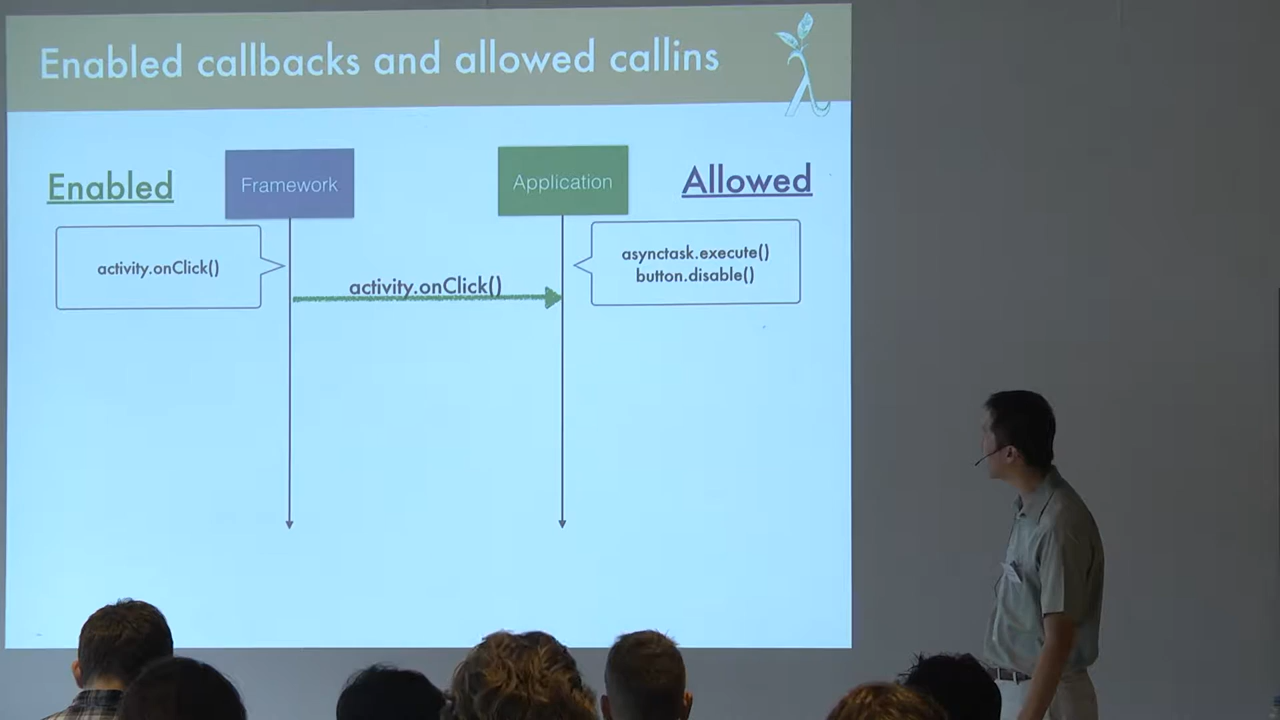 Enabled callbacks and allowed callins
Enabled
Framework
Application
Allowed
activity.onClick()
activity.onClick()
asynctask.execute()
button.disable()